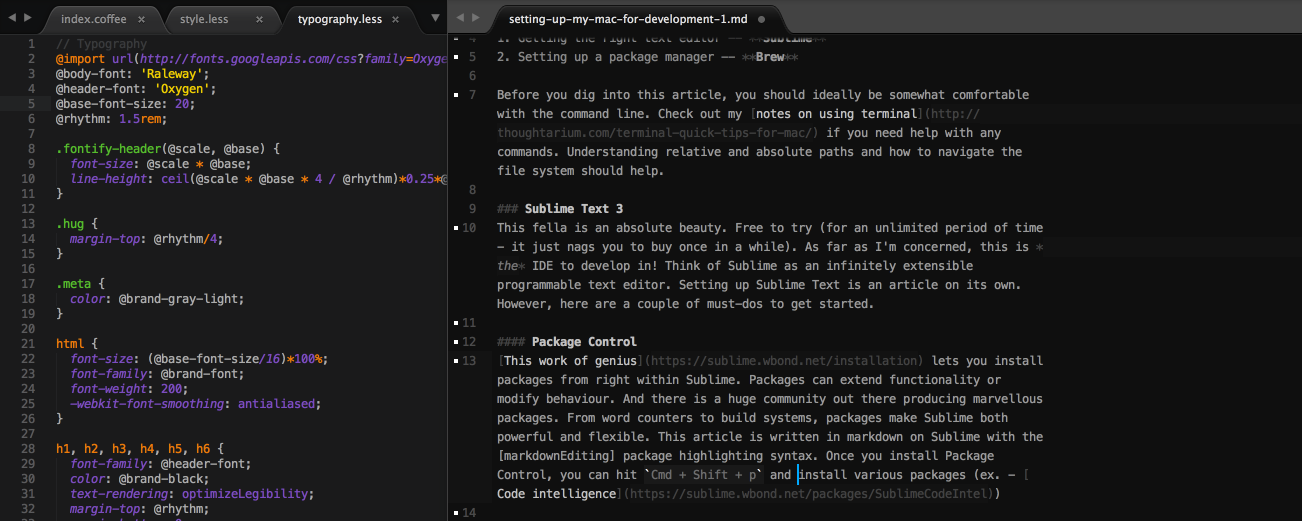 index.coffee × style.less × typography.less ×
1 // Typography
2 @import url(http://fonts.googleapis.com/css?family=Oxyge
3 @body-font: 'Raleway';
4 @header-font: 'Oxygen';
5 @base-font-size: 20;
6 @rhythm: 1.5rem;
7
8 .fontify-header(@scale, @base) {
9 font-size: @scale * @base;
10 line-height: ceil(@scale * @base * 4 / @rhythm)*0.25*@
11 }
12
13 .hug {
14 margin-top: @rhythm/4;
15 }
16
17 .meta {
18 color: @brand-gray-light;
19 }
20
21 html {
22 font-size: (@base-font-size/16)*100%;
23 font-family: @brand-font;
24 font-weight: 200;
25 -webkit-font-smoothing: antialiased;
26 }
27
28 h1, h2, h3, h4, h5, h6 {
29 font-family: @header-font;
30 color: @brand-black;
31 text-rendering: optimizeLegibility;
32 margin-top: @rhythm;
33
setting-up-my-mac-for-development-1.md
4 1. Getting the right text editor -- **Sublime**
5 2. Setting up a package manager -- **Brew**
6
7 Before you dig into this article, you should ideally be somewhat comfortable
with the command line. Check out my [notes on using terminal](http://
thoughtarium.com/terminal-quick-tips-for-mac/) if you need help with any
commands. Understanding relative and absolute paths and how to navigate the
file system should help.
8
9 ### Sublime Text 3
10 This fella is an absolute beauty. Free to try (for an unlimited period of time
- it just nags you to buy once in a while). As far as I'm concerned, this is *
the* IDE to develop in! Think of Sublime as an infinitely extensible
programmable text editor. Setting up Sublime Text is an article on its own.
However, here are a couple of must-dos to get started.
11
12 #### Package Control
13 [This work of genius](https://sublime.wbond.net/installation) lets you install
packages from right within Sublime. Packages can extend functionality or
modify behaviour. And there is a huge community out there producing marvellous
packages. From word counters to build systems, packages make Sublime both
powerful and flexible. This article is written in markdown on Sublime with the
[markdownEditing] package highlighting syntax. Once you install Package
Control, you can hit `Cmd + Shift + p` and install various packages (ex. - [
Code intelligence](https://sublime.wbond.net/packages/SublimeCodeIntel))
14